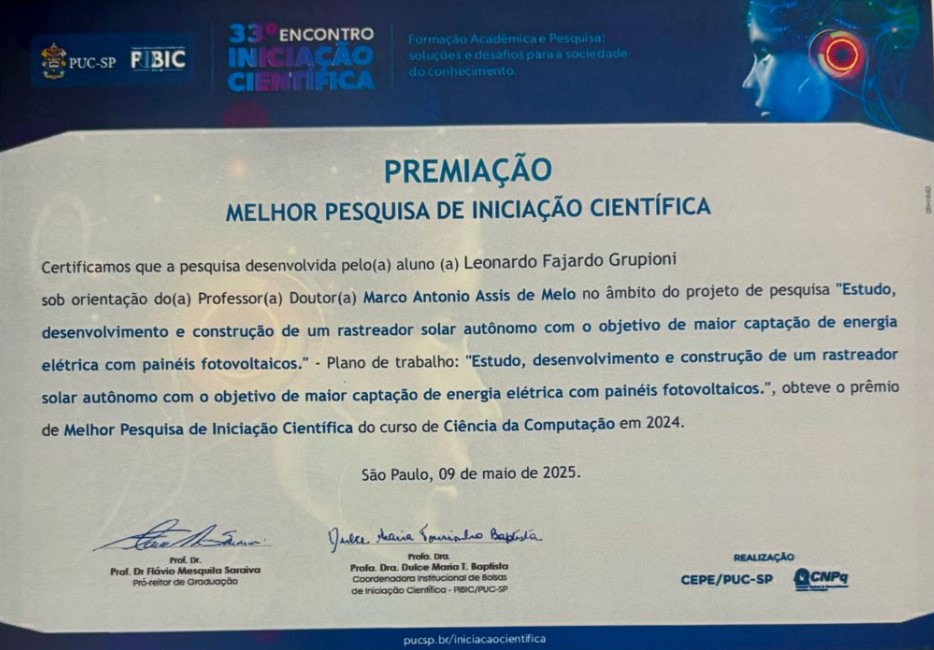 PUC-SP
PIBIC
33º ENCONTRO
INICIAÇÃO
CIENTÍFICA
Formação Acadêmica e Pesquisa:
soluções e desafios para a sociedade
do conhecimento.
PREMIAÇÃO
MELHOR PESQUISA DE INICIAÇÃO CIENTÍFICA
Certificamos que a pesquisa desenvolvida pelo(a) aluno (a) Leonardo Fajardo Grupioni
sob orientação do(a) Professor(a) Doutor(a) Marco Antonio Assis de Melo no âmbito do projeto de pesquisa "Estudo,
desenvolvimento e construção de um rastreador solar autônomo com o objetivo de maior captação de energia
elétrica com painéis fotovoltaicos." - Plano de trabalho: "Estudo, desenvolvimento e construção de um rastreador
solar autônomo com o objetivo de maior captação de energia elétrica com painéis fotovoltaicos.", obteve o prêmio
de Melhor Pesquisa de Iniciação Científica do curso de Ciência da Computação em 2024.
São Paulo, 09 de maio de 2025.
Dulce Maria Tourinho Baptista
Prof. Dr.
Prof. Dr Flávio Mesquita Saraiva
Pró-reitor de Graduação
Profa. Dra.
Profa. Dra. Dulce Maria T. Baptista
Coordenadora Institucional de Bolsas
de Iniciação Científica - PIBIC/PUC-SP
REALIZAÇÃO
CEPE/PUC-SP
CNPq
pucsp.br/iniciacaocientifica